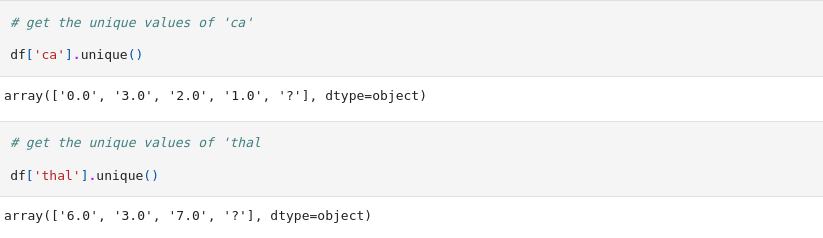 # get the unique values of 'ca'
df['ca'].unique()
array(['0.0', '3.0', '2.0', '1.0', '?'], dtype=object)
# get the unique values of 'thal
df['thal'].unique()
array(['6.0', '3.0', '7.0', '?'], dtype=object)